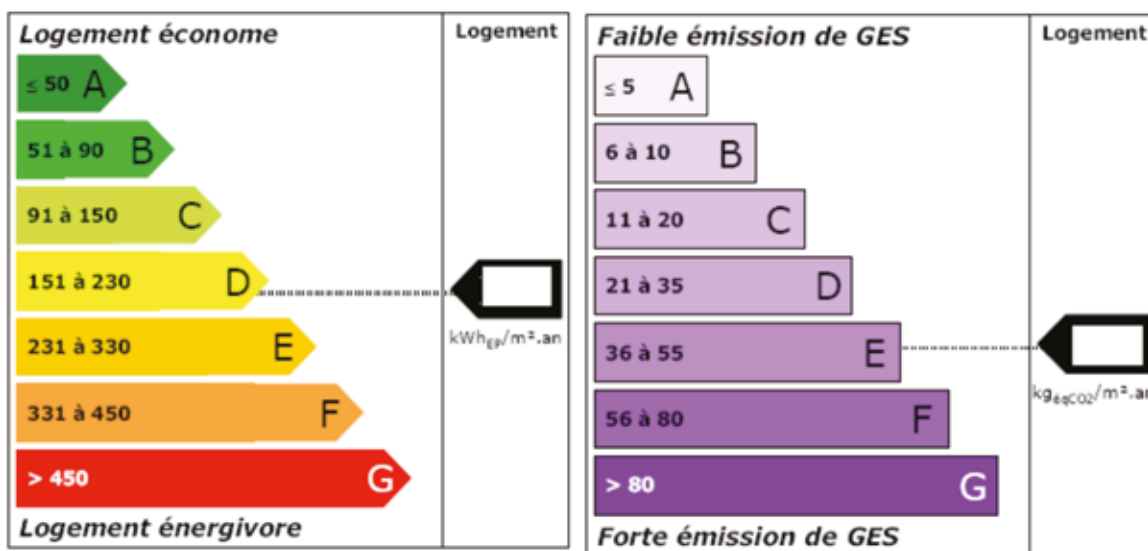 Logement économe
Logement
≤ 50 A
51 à 90 B
91 à 150 C
151 à 230 D
231 à 330 E
331 à 450 F
> 450 G
kWhEP/m².an
Logement énergivore
Faible émission de GES
Logement
≤ 5 A
6 à 10 B
11 à 20 C
21 à 35 D
36 à 55 E
56 à 80 F
> 80 G
kgéqCO2/m².an
Forte émission de GES